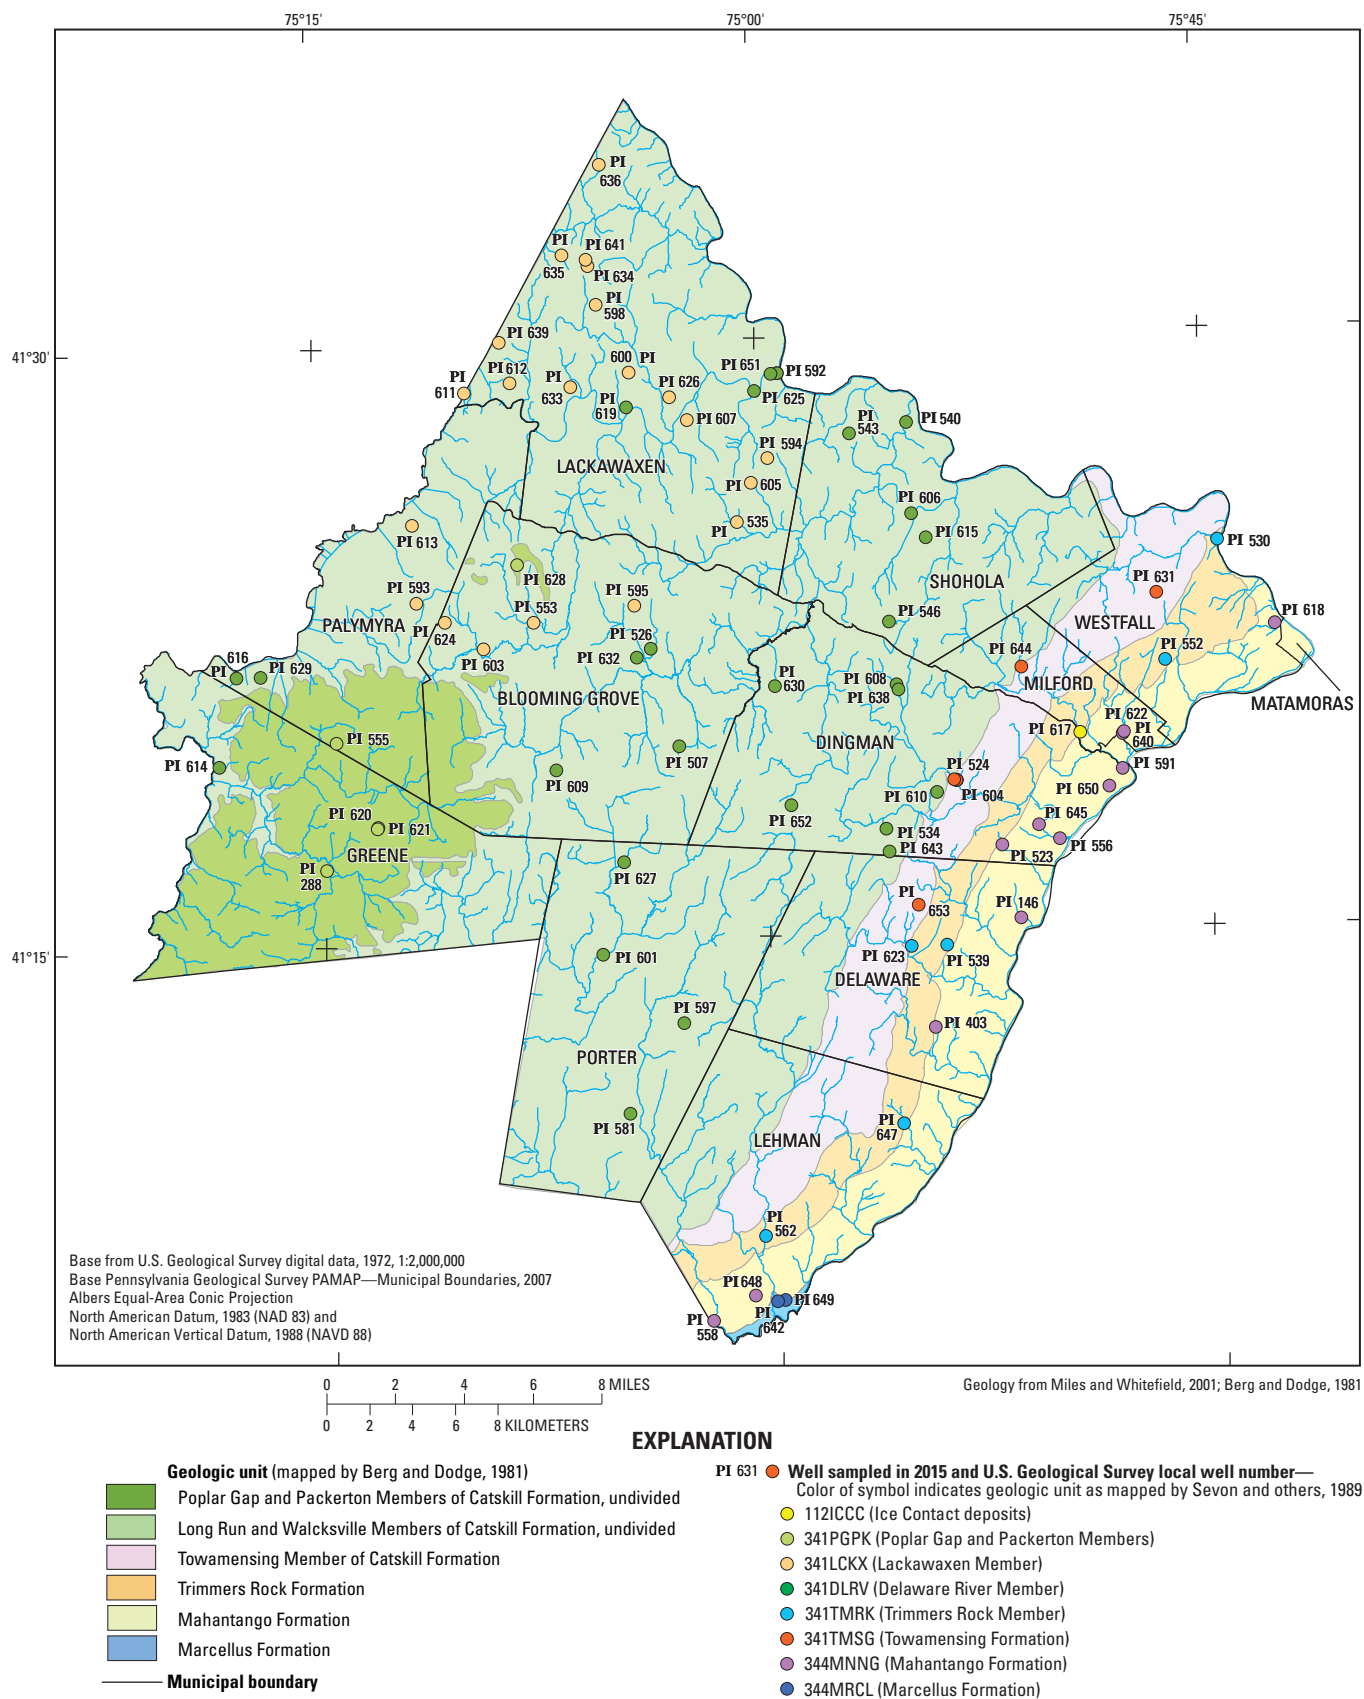 75°15'
75°00'
75°45'
PI
636
PI
635
PI 641
PI 634
PI
598
PI 639
41°30'
600 PI
PI 651
PI 592
PI 612
PI
611
PI
633
PI 626
PI 625
PI
619
PI 607
PI
543
PI 540
PI 594
LACKAWAXEN
PI 605
PI 606
PI 535
PI 615
PI 613
PI 530
PI 628
SHOHOLA
PI 631
PI 593
PI 595
PI 553
PI 618
PALYMYRA
PI
624
PI 546
WESTFALL
PI 526
PI 644
PI 552
616
PI
PI 629
PI 603
PI 632
PI
630
PI 608
PI 638
MILFORD
BLOOMING GROVE
MATAMORAS
PI 622
PI 617
PI
640
PI 555
DINGMAN
PI 614
PI 507
PI 524
PI 591
PI 609
PI 610
PI 604
PI 650
PI 620
PI 621
PI 652
PI 645
PI 534
PI 556
GREENE
PI 643
PI 523
PI
288
PI 627
PI
653
PI 146
41°15'
PI 601
PI 623
PI 539
DELAWARE
PI 597
PI 403
PORTER
PI 581
PI
647
LEHMAN
PI
562
Base from U.S. Geological Survey digital data, 1972, 1:2,000,000
Base Pennsylvania Geological Survey PAMAP—Municipal Boundaries, 2007
Albers Equal-Area Conic Projection
North American Datum, 1983 (NAD 83) and
North American Vertical Datum, 1988 (NAVD 88)
PI 648
PI 649
PI
642
PI
558
0 2 4 6 8 MILES
0 2 4 6 8 KILOMETERS
Geology from Miles and Whitefield, 2001; Berg and Dodge, 1981
EXPLANATION
Geologic unit (mapped by Berg and Dodge, 1981)
Poplar Gap and Packerton Members of Catskill Formation, undivided
Long Run and Walcksville Members of Catskill Formation, undivided
Towamensing Member of Catskill Formation
Trimmers Rock Formation
Mahantango Formation
Marcellus Formation
Municipal boundary
PI 631 Well sampled in 2015 and U.S. Geological Survey local well number—
Color of symbol indicates geologic unit as mapped by Sevon and others, 1989
112ICCC (Ice Contact deposits)
341PGPK (Poplar Gap and Packerton Members)
341LCKX (Lackawaxen Member)
341DLRV (Delaware River Member)
341TMRK (Trimmers Rock Member)
341TMSG (Towamensing Formation)
344MNNG (Mahantango Formation)
344MRCL (Marcellus Formation)